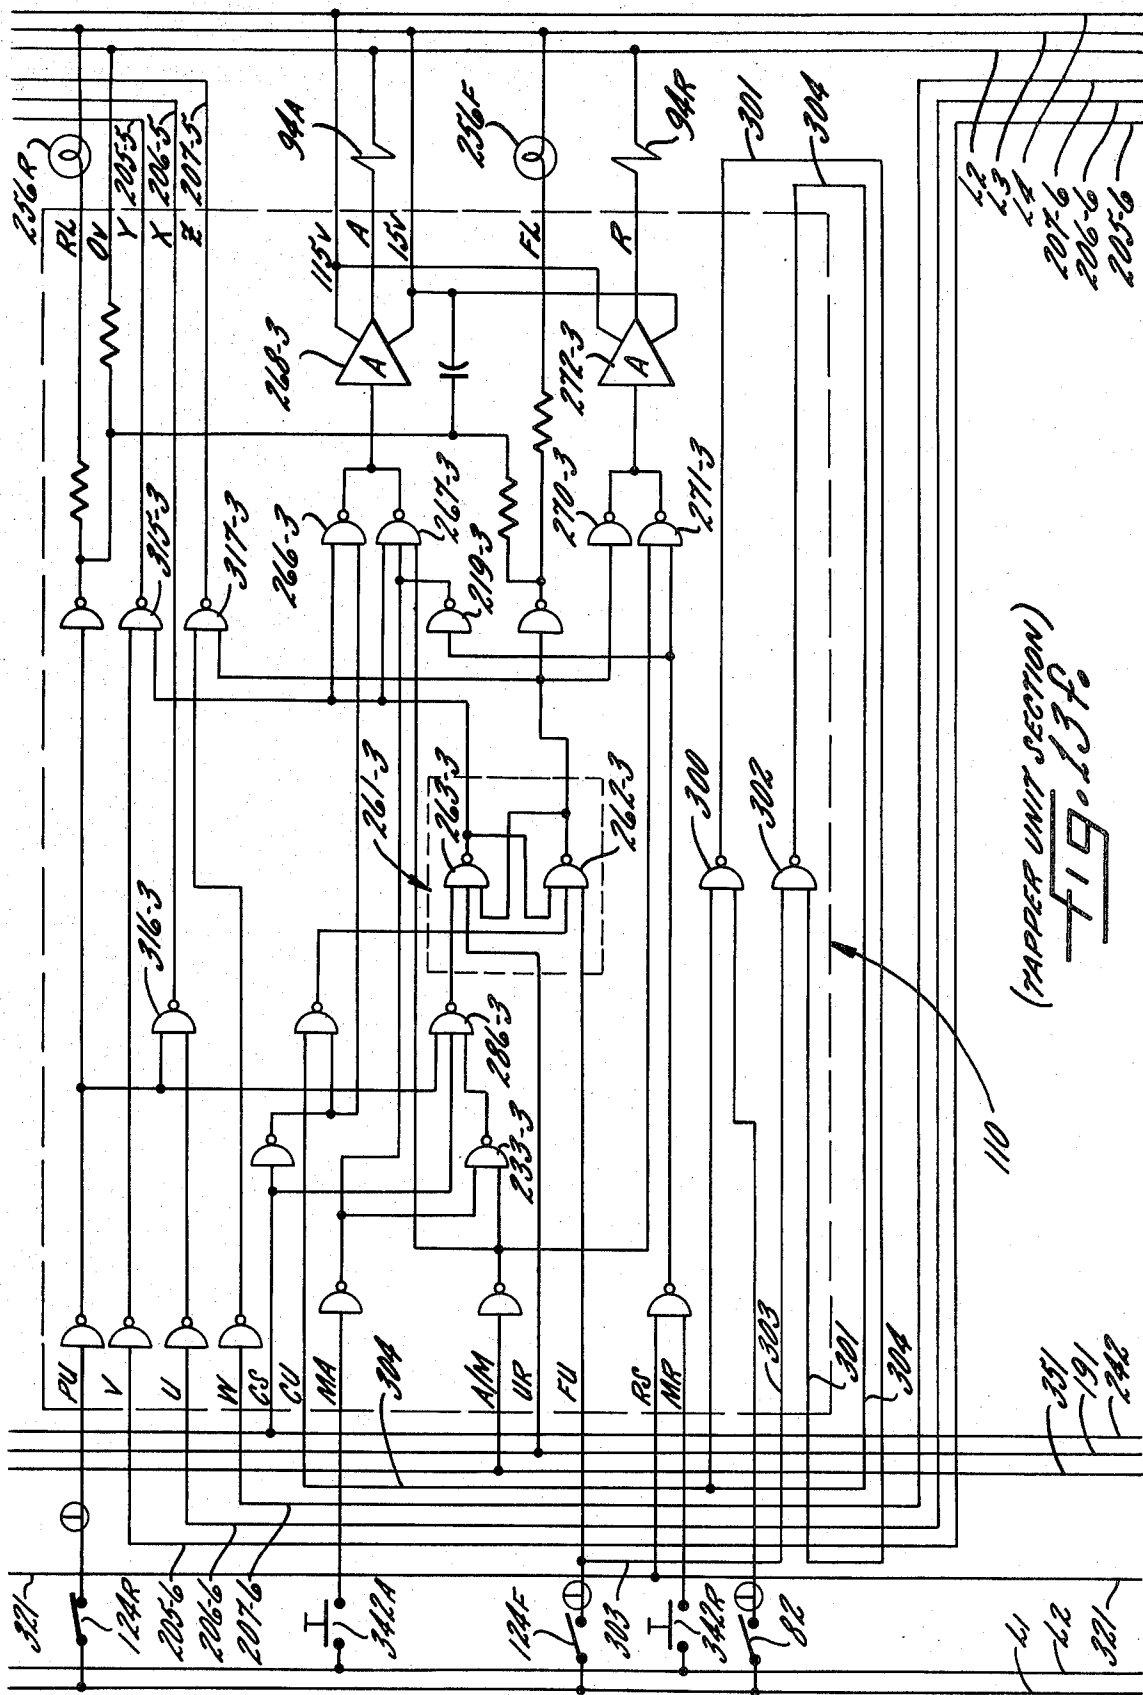 256R
RL
OV
Y
205-5
X
206-5
Z
207-5
94A
115V
A
15V
256F
FL
R
94R
301
304
L2
L3
L4
207-6
206-6
205-6
268-3
A
272-3
A
315-3
317-3
266-3
267-3
219-3
270-3
271-3
316-3
261-3
263-3
262-3
300
302
286-3
233-3
110
(TAPPER UNIT SECTION)
Fig. 13f.
PU
V
U
W
CS
CU
MA
304
A/M
UR
FU
RS
MR
303
301
304
351
191
242
321
124R
205-6
206-6
207-6
342A
124F
303
342R
82
L1
L2
321